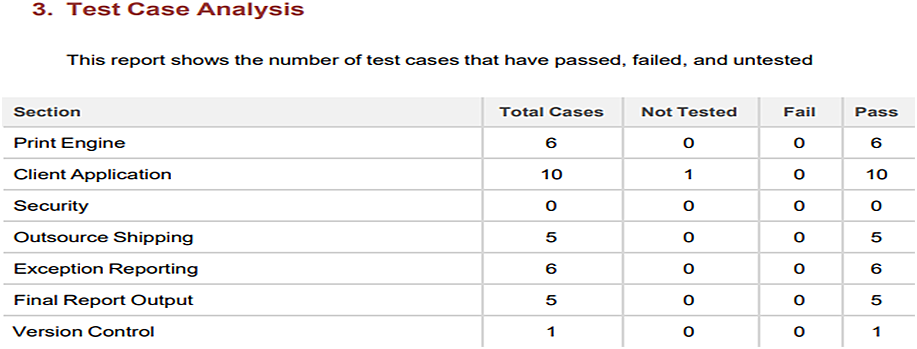 3. Test Case Analysis
This report shows the number of test cases that have passed, failed, and untested
Section Total Cases Not Tested Fail Pass
Print Engine 6 0 0 6
Client Application 10 1 0 10
Security 0 0 0 0
Outsource Shipping 5 0 0 5
Exception Reporting 6 0 0 6
Final Report Output 5 0 0 5
Version Control 1 0 0 1